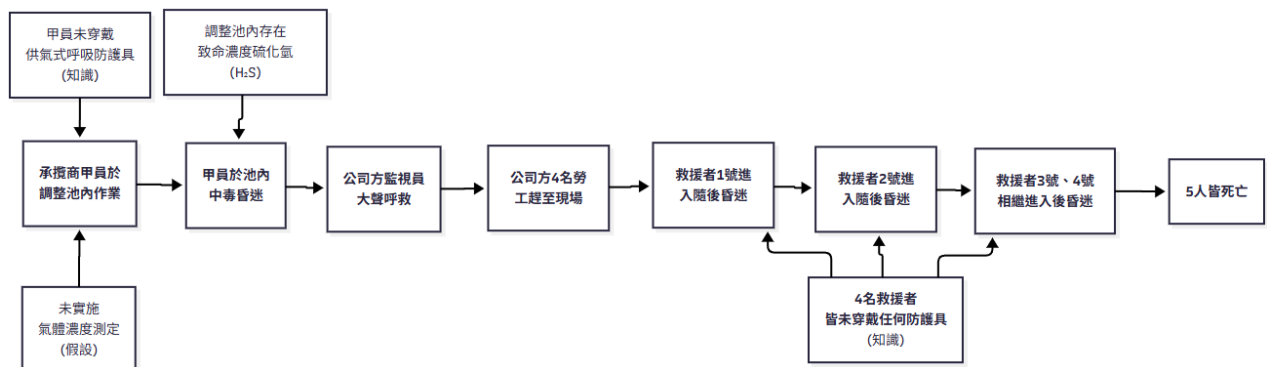 甲員未穿戴
供氣式呼吸防護具
(知識)
調整池內存在
致命濃度硫化氫
(H₂S)
承攬商甲員於
調整池內作業
甲員於池內
中毒昏迷
公司方監視員
大聲呼救
公司方4名勞
工趕至現場
救援者1號進
入隨後昏迷
救援者2號進
入隨後昏迷
救援者3號、4號
相繼進入後昏迷
5人皆死亡
未實施
氣體濃度測定
(假設)
4名救援者
皆未穿戴任何防護具
(知識)